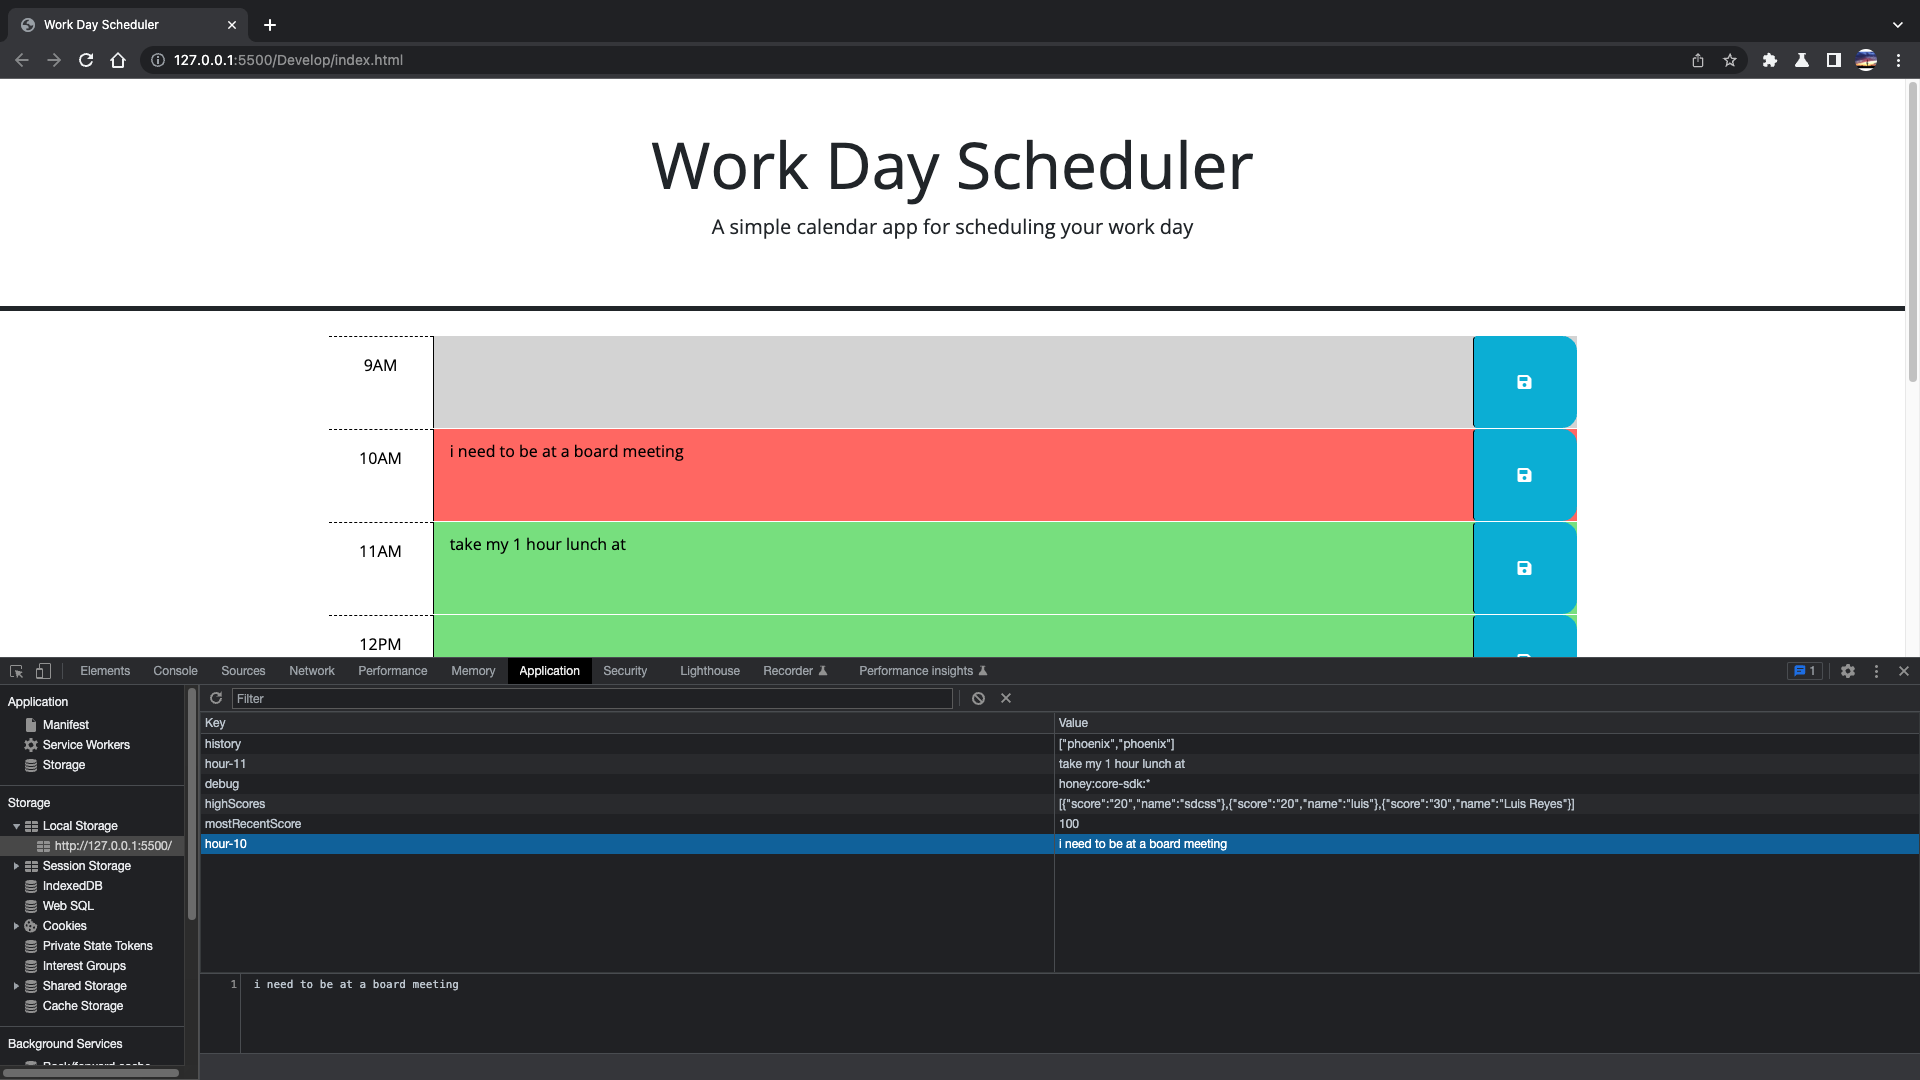 Work Day Scheduler
127.0.0.1:5500/Develop/index.html
Work Day Scheduler
A simple calendar app for scheduling your work day
9AM
10AM i need to be at a board meeting
11AM take my 1 hour lunch at
12PM
Elements Console Sources Network Performance Memory Application Security Lighthouse Recorder Performance insights 1
Application
Manifest
Service Workers
Storage
Storage
Local Storage
http://127.0.0.1:5500/
Session Storage
IndexedDB
Web SQL
Cookies
Private State Tokens
Interest Groups
Shared Storage
Cache Storage
Background Services
Filter
Key Value
history ["phoenix","phoenix"]
hour-11 take my 1 hour lunch at
debug honey:core-sdk:*
highScores [{"score":"20","name":"sdcss"},{"score":"20","name":"luis"},{"score":"30","name":"Luis Reyes"}]
mostRecentScore 100
hour-10 i need to be at a board meeting
1 i need to be at a board meeting